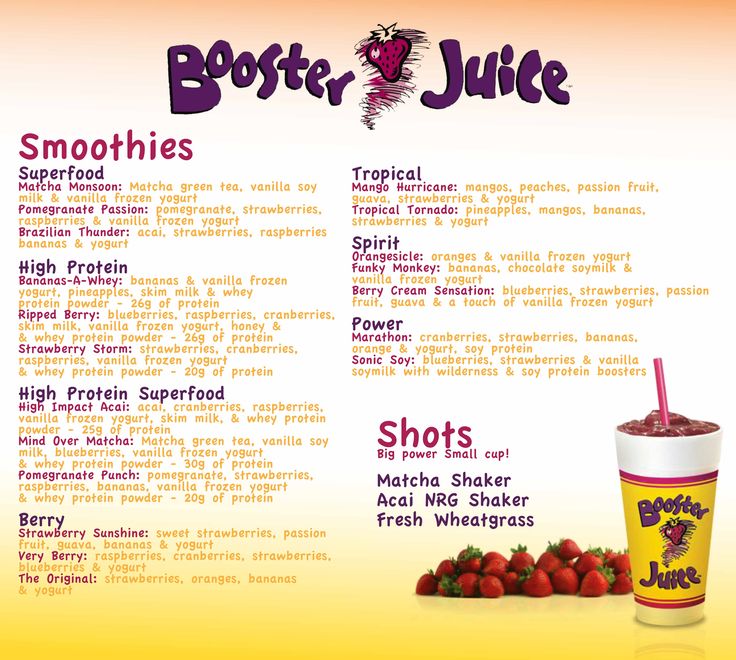 Booster Juice
Smoothies
Superfood
Matcha Monsoon: Matcha green tea, vanilla soy
milk & vanilla frozen yogurt
Pomegranate Passion: pomegranate, strawberries,
raspberries & vanilla frozen yogurt
Brazilian Thunder: acai, strawberries, raspberries
bananas & yogurt
High Protein
Bananas-A-Whey: bananas & vanilla frozen
yogurt, pineapples, skim milk & whey
protein powder - 26g of protein
Ripped Berry: blueberries, raspberries, cranberries,
skim milk, vanilla frozen yogurt, honey &
& whey protein powder - 26g of protein
Strawberry Storm: strawberries, cranberries,
raspberries, vanilla frozen yogurt
& whey protein powder - 20g of protein
High Protein Superfood
High Impact Acai: acai, cranberries, raspberries,
vanilla frozen yogurt, skim milk, & whey protein
powder - 25g of protein
Mind Over Matcha: Matcha green tea, vanilla soy
milk, blueberries, vanilla frozen yogurt
& whey protein powder - 30g of protein
Pomegranate Punch: pomegranate, strawberries,
raspberries, bananas, vanilla frozen yogurt
& whey protein powder - 20g of protein
Berry
Strawberry Sunshine: sweet strawberries, passion
fruit, guava, bananas & yogurt
Very Berry: raspberries, cranberries, strawberries,
blueberries & yogurt
The Original: strawberries, oranges, bananas
& yogurt
Tropical
Mango Hurricane: mangos, peaches, passion fruit,
guava, strawberries & yogurt
Tropical Tornado: pineapples, mangos, bananas,
strawberries & yogurt
Spirit
Orangesicle: oranges & vanilla frozen yogurt
Funky Monkey: bananas, chocolate soymilk &
vanilla frozen yogurt
Berry Cream Sensation: blueberries, strawberries, passion
fruit, guava & a touch of vanilla frozen yogurt
Power
Marathon: cranberries, strawberries, bananas,
orange & yogurt, soy protein
Sonic Soy: blueberries, strawberries & vanilla
soymilk with wilderness & soy protein boosters
Shots
Big power Small cup!
Matcha Shaker
Acai NRG Shaker
Fresh Wheatgrass
Booster
Juice